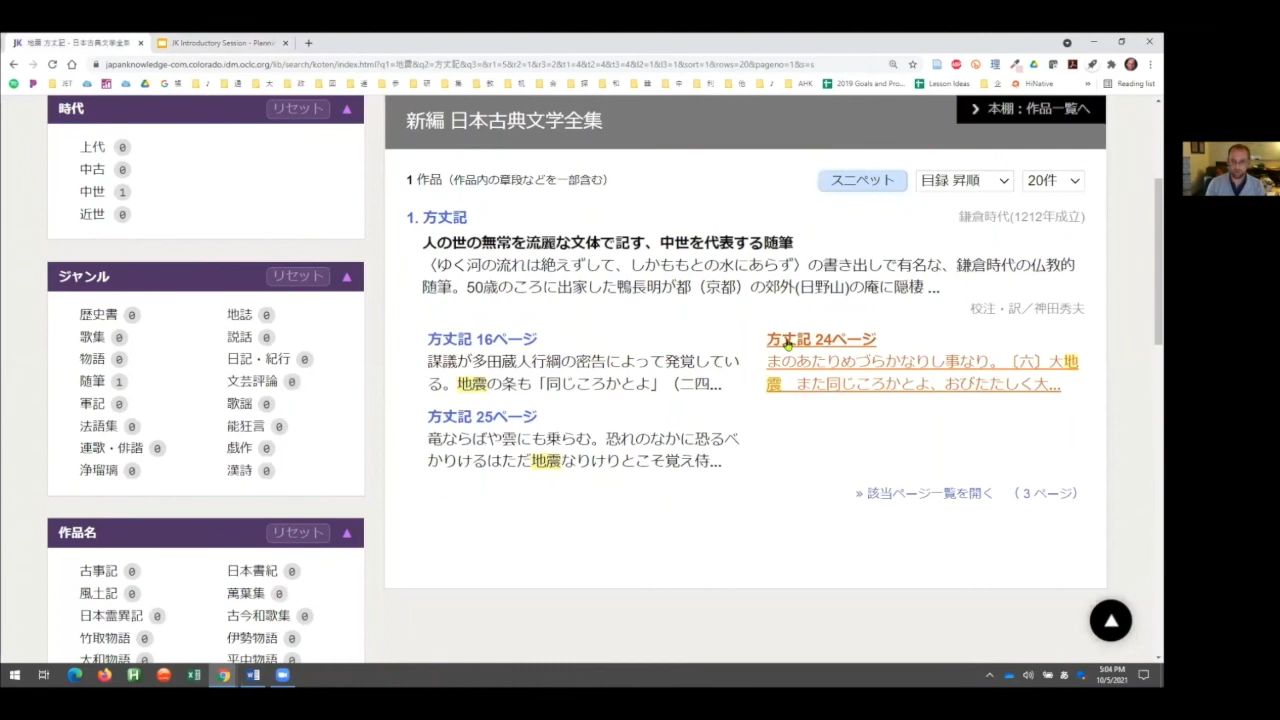 地震 方丈記 - 日本古典文学全集
JK Introductory Session - Plannin
japanknowledge-com.colorado.idm.oclc.org/lib/search/koten/index.html?q1=地震&q2=方丈記&q3=&r1=5&r2=1&r3=2&t1=4&t2=4&t3=4&l2=1&l3=1&sort=1&rows=20&pageno=1&s=s
JET
AHK
2019 Goals and Pro...
Lesson Ideas
HiNative
Reading list
時代 リセット ▲
上代 0
中古 0
中世 1
近世 0
ジャンル リセット ▲
歴史書 0 地誌 0
歌集 0 説話 0
物語 0 日記・紀行 0
随筆 1 文芸評論 0
軍記 0 歌謡 0
法語集 0 能狂言 0
連歌・俳諧 0 戯作 0
浄瑠璃 0 漢詩 0
作品名 リセット ▲
古事記 0 日本書紀 0
風土記 0 萬葉集 0
日本霊異記 0 古今和歌集 0
竹取物語 0 伊勢物語 0
大和物語 平中物語
新編 日本古典文学全集
本棚：作品一覧へ
1 作品（作品内の章段などを一部含む）
スニペット 目録 昇順 20件
1. 方丈記 鎌倉時代(1212年成立)
人の世の無常を流麗な文体で記す、中世を代表する随筆
〈ゆく河の流れは絶えずして、しかももとの水にあらず〉の書き出しで有名な、鎌倉時代の仏教的
随筆。50歳のころに出家した鴨長明が都（京都）の郊外(日野山)の庵に隠棲 ...
校注・訳／神田秀夫
方丈記 16ページ
謀議が多田蔵人行綱の密告によって発覚してい
る。地震の条も「同じころかとよ」（二四...
方丈記 24ページ
まのあたりめづらかなりし事なり。〔六〕大地
震　また同じころかとよ、おびたたしく大...
方丈記 25ページ
竜ならばや雲にも乗らむ。恐れのなかに恐るべ
かりけるはただ地震なりけりとこそ覚え侍...
» 該当ページ一覧を開く （ 3 ページ）
5:04 PM
10/5/2021